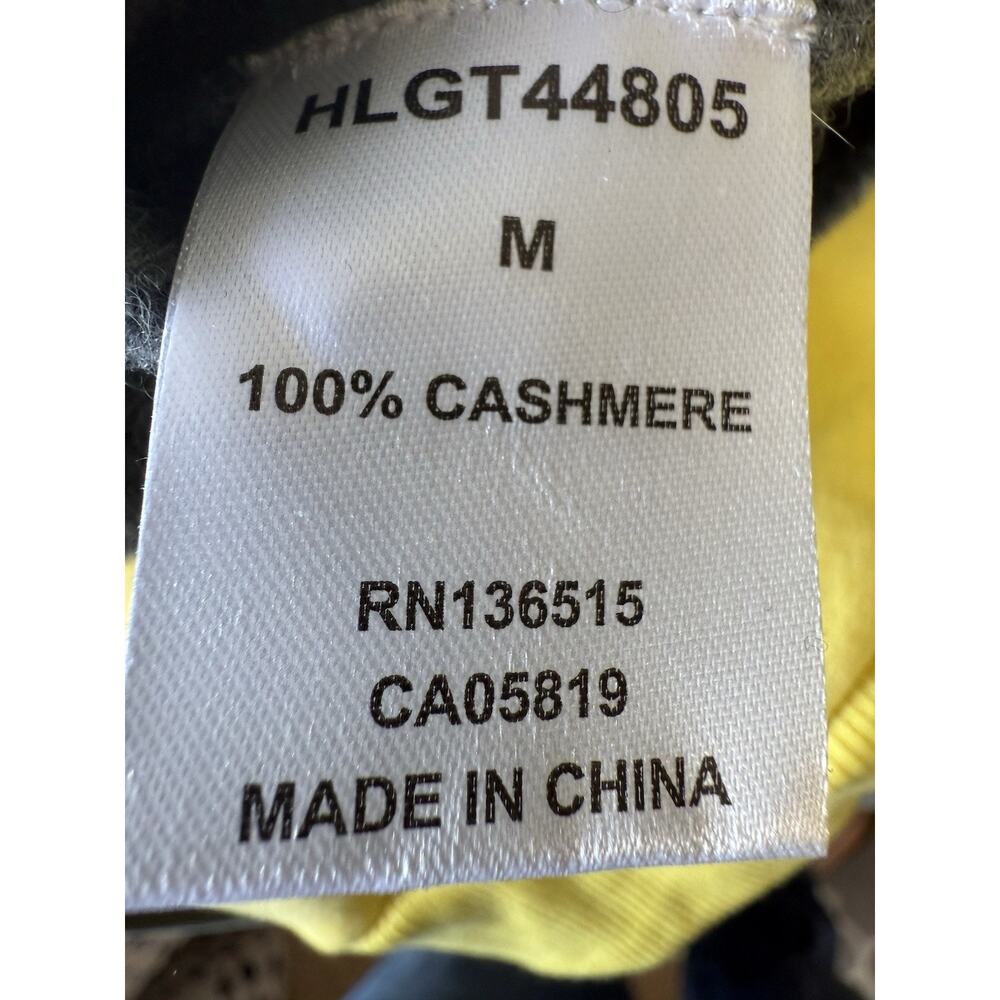 HLGT44805
M
100% CASHMERE
RN136515
CA05819
MADE IN CHINA